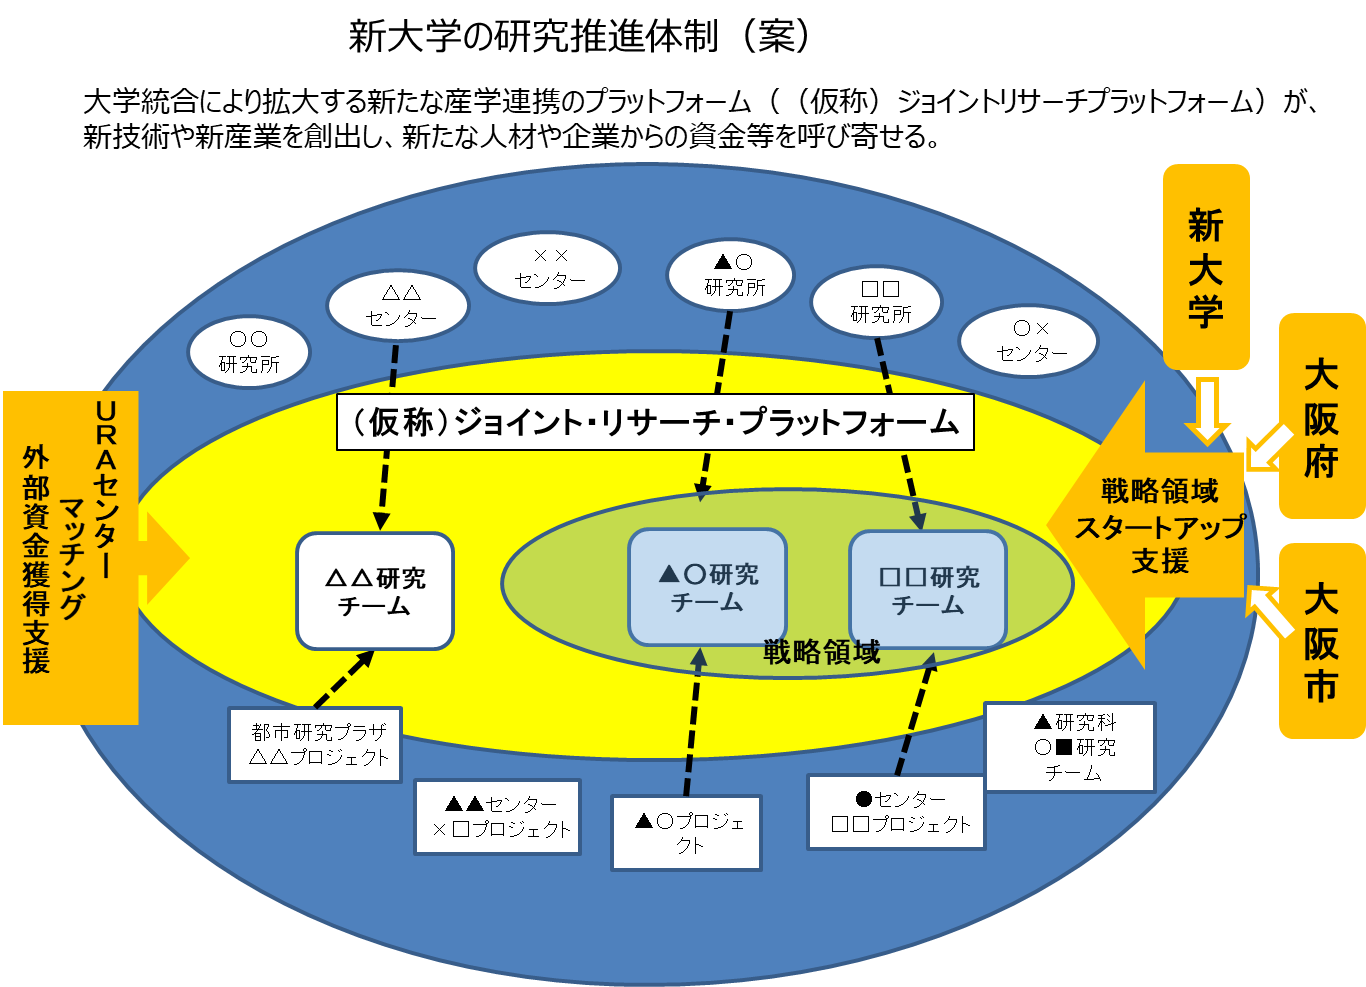 新大学の研究推進体制（案）
大学統合により拡大する新たな産学連携のプラットフォーム（（仮称）ジョイントリサーチプラットフォーム）が、
新技術や新産業を創出し、新たな人材や企業からの資金等を呼び寄せる。
○○
研究所
△△
センター
××
センター
▲○
研究所
□□
研究所
○×
センター
新大学
大阪府
大阪市
（仮称）ジョイント・リサーチ・プラットフォーム
ＵＲＡセンター
マッチング
外部資金獲得支援
戦略領域
スタートアップ
支援
△△研究
チーム
▲○研究
チーム
□□研究
チーム
戦略領域
都市研究プラザ
△△プロジェクト
▲▲センター
×□プロジェクト
▲○プロジェ
クト
●センター
□□プロジェクト
▲研究科
○■研究
チーム